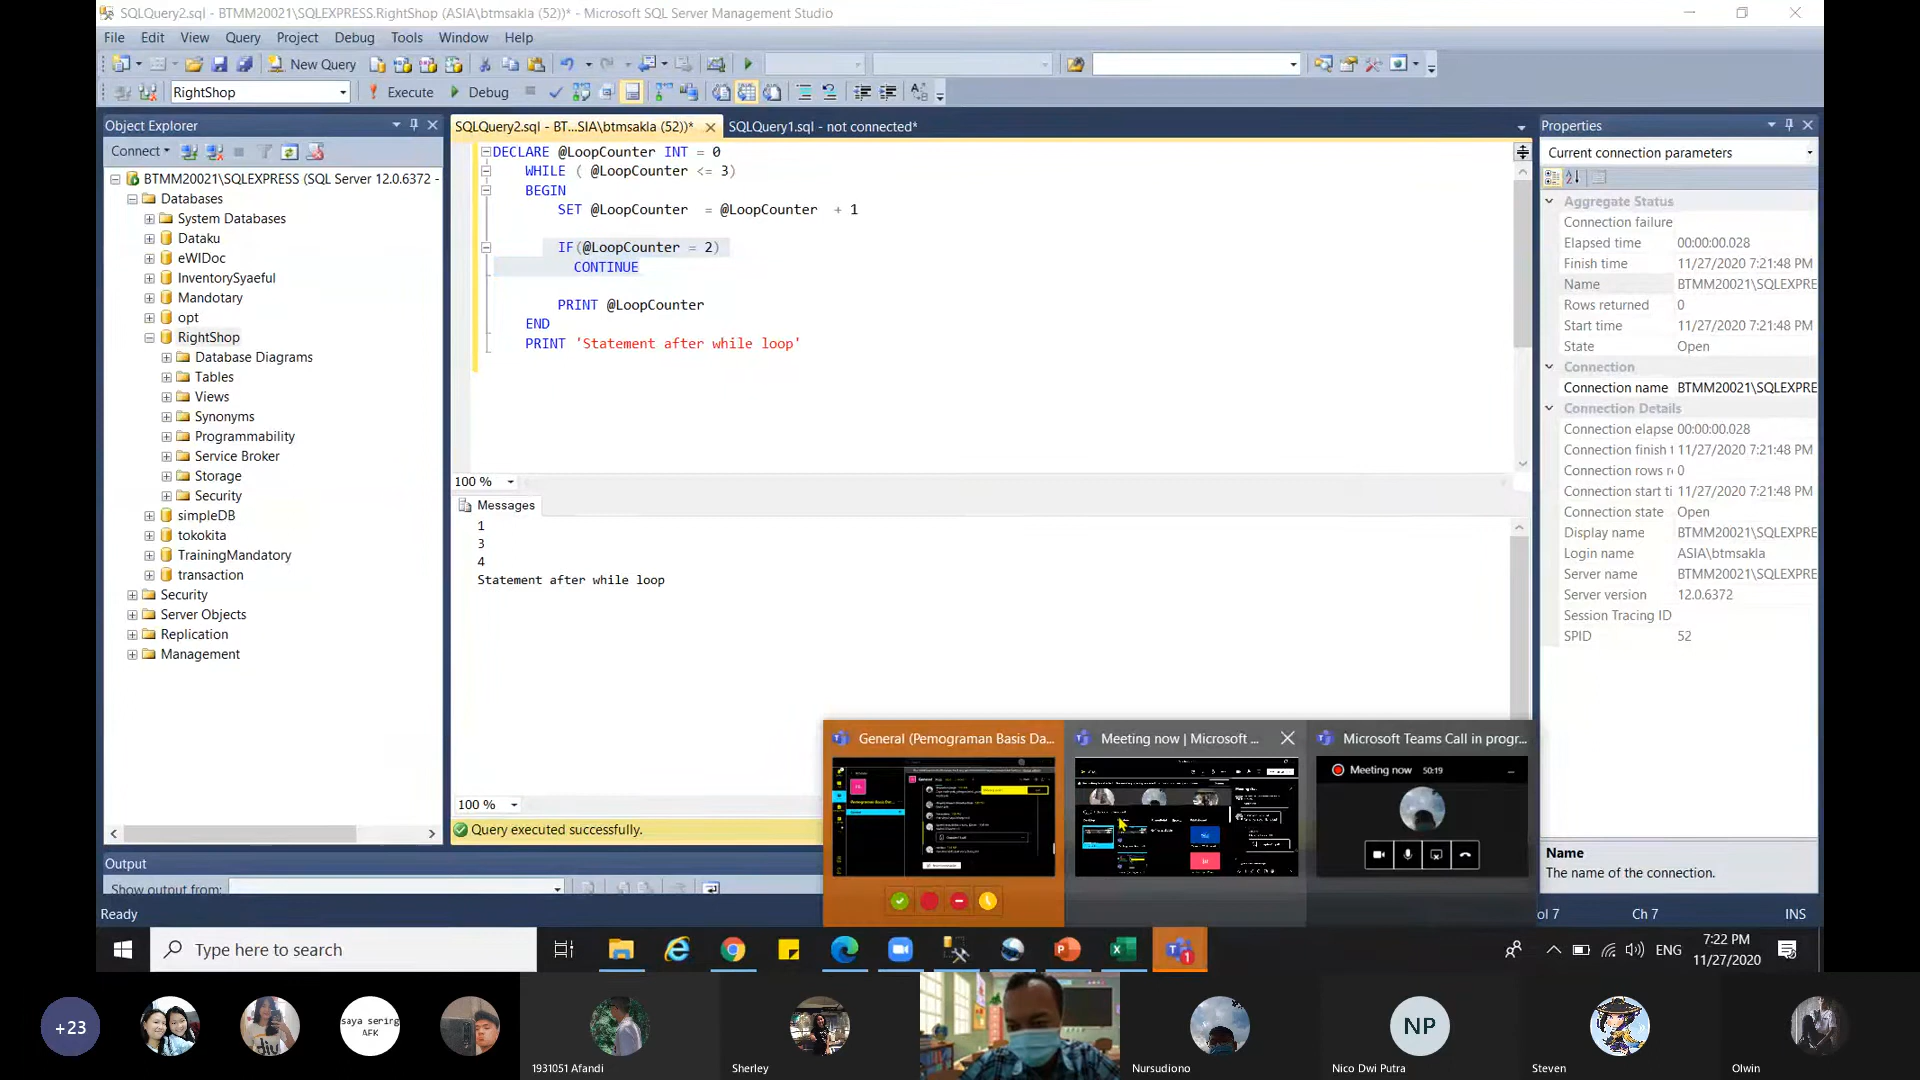 SQLQuery2.sql - BTMM20021\SQLEXPRESS.RightShop (ASIA\btmsakla (52))* - Microsoft SQL Server Management Studio
File Edit View Query Project Debug Tools Window Help
New Query
RightShop Execute Debug
Object Explorer
Connect
BTMM20021\SQLEXPRESS (SQL Server 12.0.6372 -
Databases
System Databases
Dataku
eWIDoc
InventorySyaeful
Mandotary
opt
RightShop
Database Diagrams
Tables
Views
Synonyms
Programmability
Service Broker
Storage
Security
simpleDB
tokokita
TrainingMandatory
transaction
Security
Server Objects
Replication
Management
SQLQuery2.sql - BT...SIA\btmsakla (52))* SQLQuery1.sql - not connected*
DECLARE @LoopCounter INT = 0
WHILE ( @LoopCounter <= 3)
BEGIN
SET @LoopCounter = @LoopCounter + 1
IF(@LoopCounter = 2)
CONTINUE
PRINT @LoopCounter
END
PRINT 'Statement after while loop'
100 %
Messages
1
3
4
Statement after while loop
100 %
Query executed successfully.
Properties
Current connection parameters
Aggregate Status
Connection failure
Elapsed time 00:00:00.028
Finish time 11/27/2020 7:21:48 PM
Name BTMM20021\SQLEXPRE
Rows returned 0
Start time 11/27/2020 7:21:48 PM
State Open
Connection
Connection name BTMM20021\SQLEXPRE
Connection Details
Connection elapse 00:00:00.028
Connection finish t 11/27/2020 7:21:48 PM
Connection rows r 0
Connection start ti 11/27/2020 7:21:48 PM
Connection state Open
Display name BTMM20021\SQLEXPRE
Login name ASIA\btmsakla
Server name BTMM20021\SQLEXPRE
Server version 12.0.6372
Session Tracing ID
SPID 52
Name
The name of the connection.
Output
Show output from:
General (Pemograman Basis Da...
Meeting now | Microsoft ...
Microsoft Teams Call in progr...
Meeting now 50:19
Ready
ol 7 Ch 7 INS
Type here to search
1
ENG
7:22 PM
11/27/2020
+23
saya sering
AFK
NP
1931051 Afandi
Sherley
Nursudiono
Nico Dwi Putra
Steven
Olwin